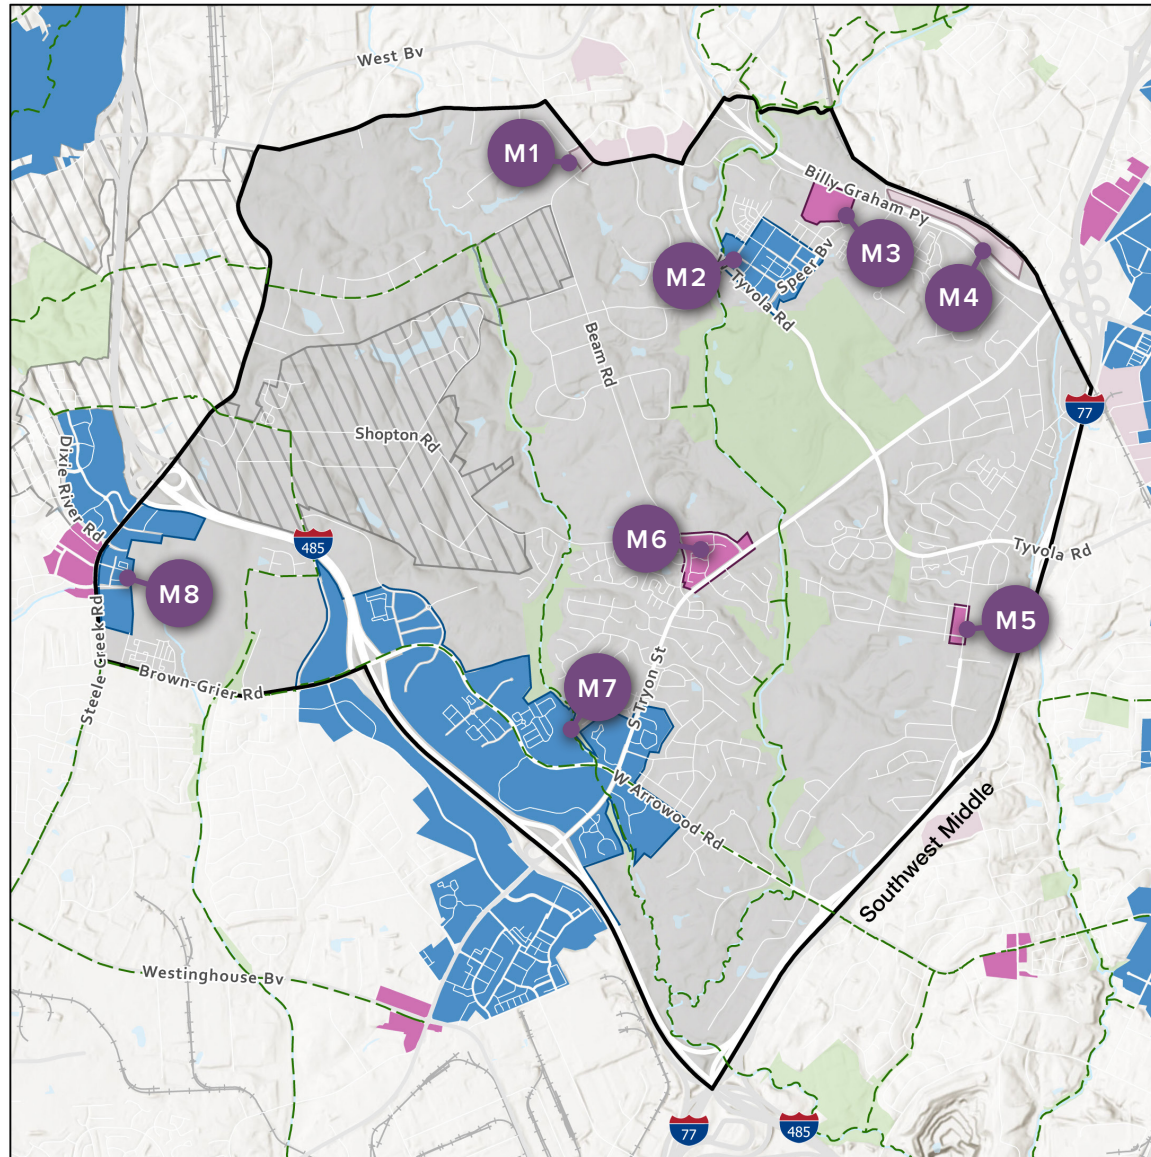 West Bv
M1
Billy Graham Py
M3
M2
Speer Bv
M4
Tyvola Rd
Beam Rd
77
Shopton Rd
Dixie River Rd
485
M6
Tyvola Rd
M8
M5
Steele Creek Rd
Brown-Grier Rd
M7
S Tryon St
W Arrowood Rd
Southwest Middle
Westinghouse Bv
77
485